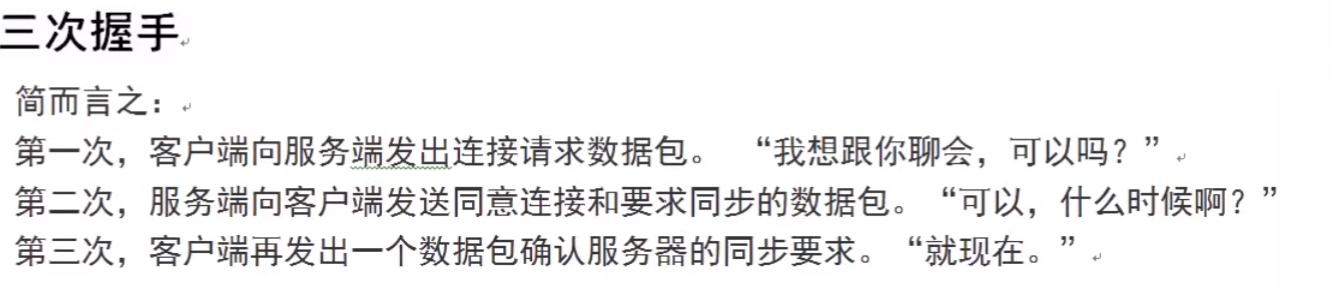 三次握手
简而言之：
第一次，客户端向服务端发出连接请求数据包。 “我想跟你聊会，可以吗？”
第二次，服务端向客户端发送同意连接和要求同步的数据包。“可以，什么时候啊？”
第三次，客户端再发出一个数据包确认服务器的同步要求。“就现在。”